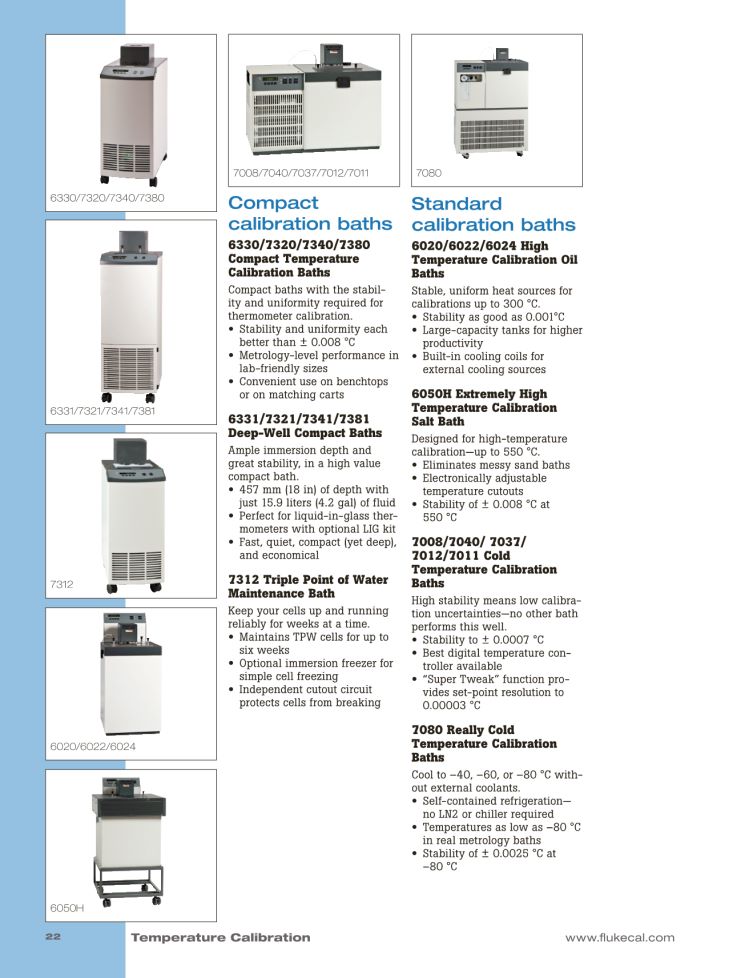 6330/7320/7340/7380
6331/7321/7341/7381
7312
6020/6022/6024
6050H
7008/7040/7037/7012/7011
7080
Compact
calibration baths
6330/7320/7340/7380
Compact Temperature
Calibration Baths
Compact baths with the stabil-
ity and uniformity required for
thermometer calibration.
• Stability and uniformity each
better than ± 0.008 °C
• Metrology-level performance in
lab-friendly sizes
• Convenient use on benchtops
or on matching carts
6331/7321/7341/7381
Deep-Well Compact Baths
Ample immersion depth and
great stability, in a high value
compact bath.
• 457 mm (18 in) of depth with
just 15.9 liters (4.2 gal) of fluid
• Perfect for liquid-in-glass ther-
mometers with optional LIG kit
• Fast, quiet, compact (yet deep),
and economical
7312 Triple Point of Water
Maintenance Bath
Keep your cells up and running
reliably for weeks at a time.
• Maintains TPW cells for up to
six weeks
• Optional immersion freezer for
simple cell freezing
• Independent cutout circuit
protects cells from breaking
Standard
calibration baths
6020/6022/6024 High
Temperature Calibration Oil
Baths
Stable, uniform heat sources for
calibrations up to 300 °C.
• Stability as good as 0.001°C
• Large-capacity tanks for higher
productivity
• Built-in cooling coils for
external cooling sources
6050H Extremely High
Temperature Calibration
Salt Bath
Designed for high-temperature
calibration—up to 550 °C.
• Eliminates messy sand baths
• Electronically adjustable
temperature cutouts
• Stability of ± 0.008 °C at
550 °C
7008/7040/ 7037/
7012/7011 Cold
Temperature Calibration
Baths
High stability means low calibra-
tion uncertainties—no other bath
performs this well.
• Stability to ± 0.0007 °C
• Best digital temperature con-
troller available
• "Super Tweak" function pro-
vides set-point resolution to
0.00003 °C
7080 Really Cold
Temperature Calibration
Baths
Cool to –40, –60, or –80 °C with-
out external coolants.
• Self-contained refrigeration—
no LN2 or chiller required
• Temperatures as low as –80 °C
in real metrology baths
• Stability of ± 0.0025 °C at
–80 °C
22 Temperature Calibration www.flukecal.com